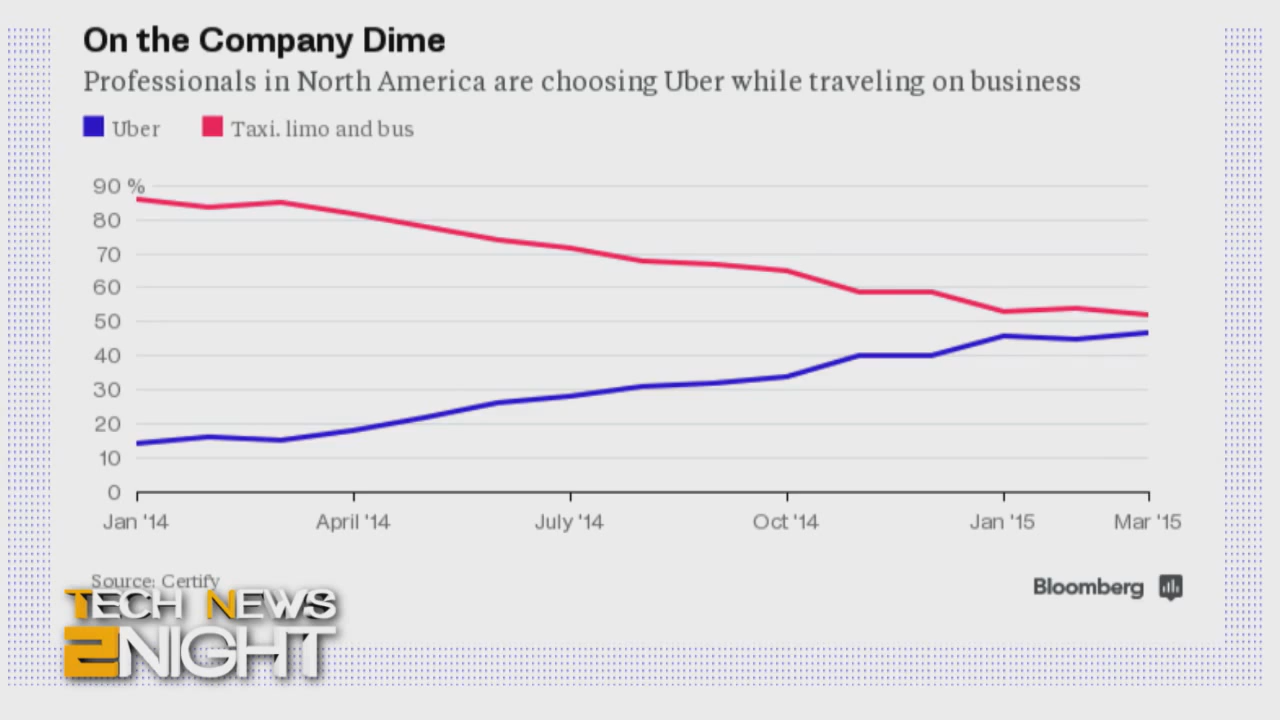 On the Company Dime
Professionals in North America are choosing Uber while traveling on business
Uber Taxi. limo and bus
90 %
80
70
60
50
40
30
20
10
0
Jan '14 April '14 July '14 Oct '14 Jan '15 Mar '15
Source: Certify
Bloomberg
TECH NEWS
2NIGHT